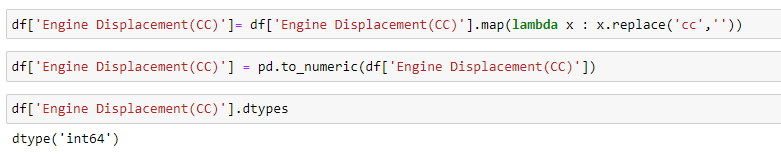 df['Engine Displacement(CC)']= df['Engine Displacement(CC)'].map(lambda x : x.replace('cc',''))
df['Engine Displacement(CC)'] = pd.to_numeric(df['Engine Displacement(CC)'])
df['Engine Displacement(CC)'].dtypes
dtype('int64')